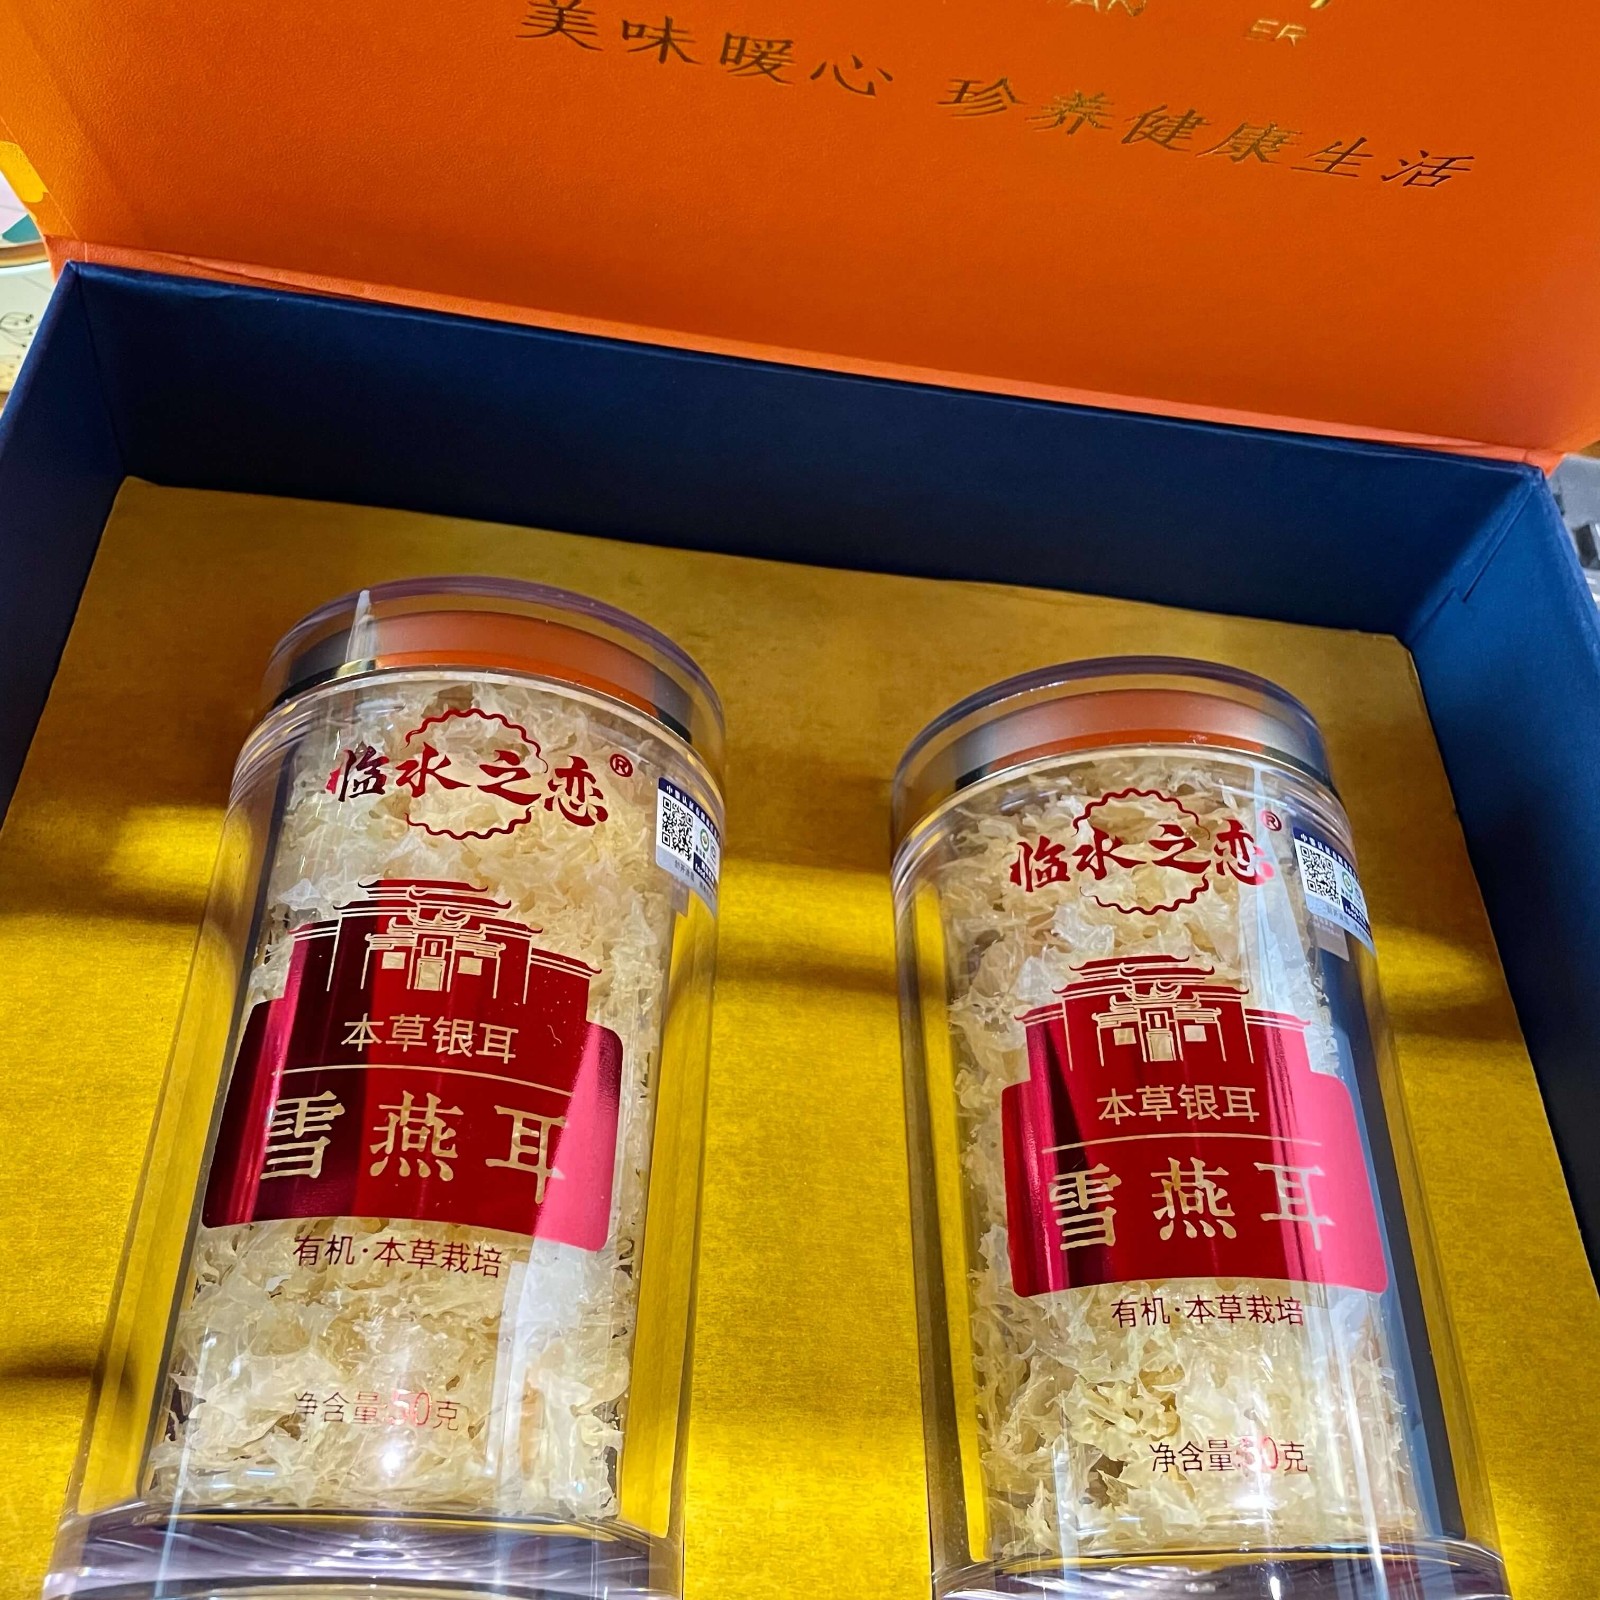 ER
美味暖心 珍养健康生活
临水之恋®
本草银耳
雪燕耳
有机·本草栽培
净含量:50克
临水之恋®
本草银耳
雪燕耳
有机·本草栽培
净含量:50克